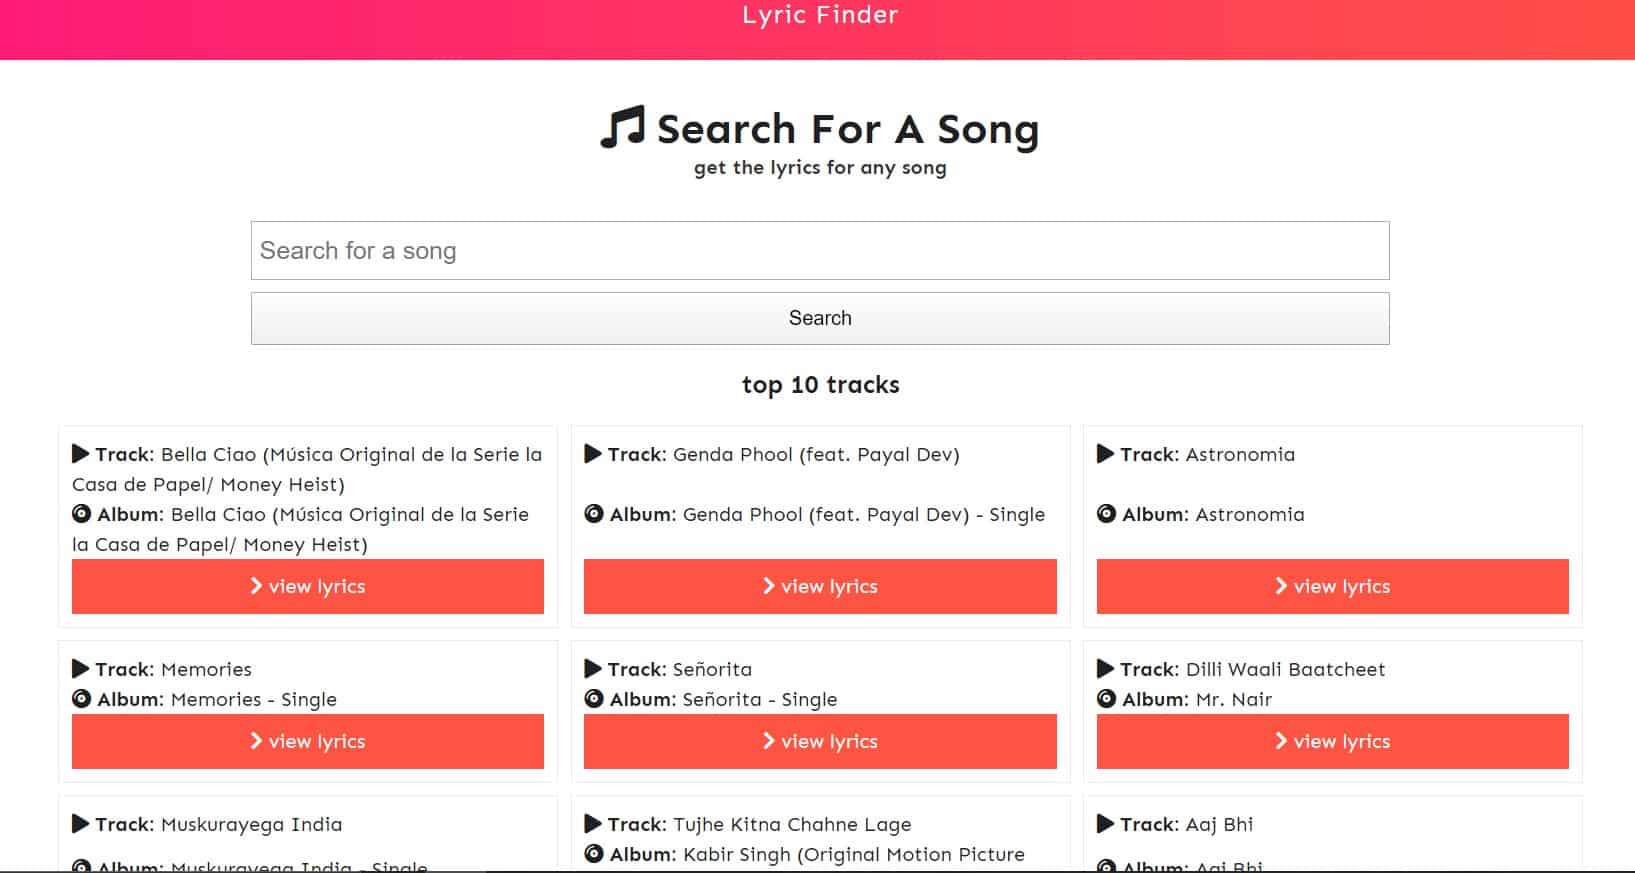 Lyric Finder
Search For A Song
get the lyrics for any song
Search for a song
Search
top 10 tracks
Track: Bella Ciao (Música Original de la Serie la
Casa de Papel/ Money Heist)
Album: Bella Ciao (Música Original de la Serie
la Casa de Papel/ Money Heist)
view lyrics
Track: Genda Phool (feat. Payal Dev)
Album: Genda Phool (feat. Payal Dev) - Single
view lyrics
Track: Astronomia
Album: Astronomia
view lyrics
Track: Memories
Album: Memories - Single
view lyrics
Track: Señorita
Album: Señorita - Single
view lyrics
Track: Dilli Waali Baatcheet
Album: Mr. Nair
view lyrics
Track: Muskurayega India
Album: Muskurayega India - Single
Track: Tujhe Kitna Chahne Lage
Album: Kabir Singh (Original Motion Picture
Track: Aaj Bhi
Album: Aaj Bhi